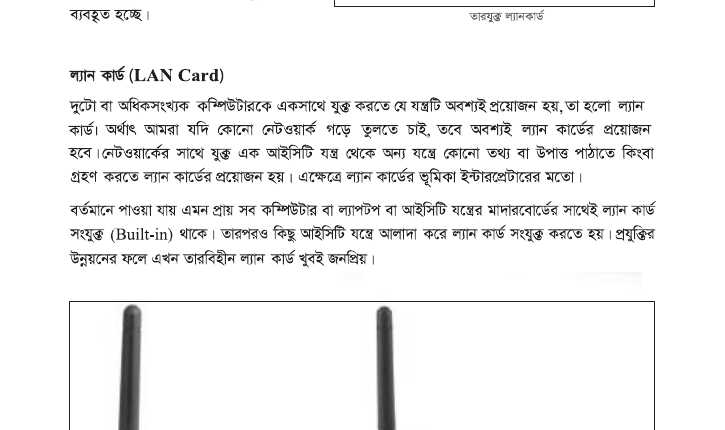 ব্যবহৃত হচ্ছে।
তারযুক্ত ল্যানকার্ড
ল্যান কার্ড (LAN Card)
দুটো বা অধিকসংখ্যক কম্পিউটারকে একসাথে যুক্ত করতে যে যন্ত্রটি অবশ্যই প্রয়োজন হয়, তা হলো ল্যান
কার্ড। অর্থাৎ আমরা যদি কোনো নেটওয়ার্ক গড়ে তুলতে চাই, তবে অবশ্যই ল্যান কার্ডের প্রয়োজন
হবে। নেটওয়ার্কের সাথে যুক্ত এক আইসিটি যন্ত্র থেকে অন্য যন্ত্রে কোনো তথ্য বা উপাত্ত পাঠাতে কিংবা
গ্রহণ করতে ল্যান কার্ডের প্রয়োজন হয়। এক্ষেত্রে ল্যান কার্ডের ভূমিকা ইন্টারপ্রেটারের মতো।
বর্তমানে পাওয়া যায় এমন প্রায় সব কম্পিউটার বা ল্যাপটপ বা আইসিটি যন্ত্রের মাদারবোর্ডের সাথেই ল্যান কার্ড
সংযুক্ত (Built-in) থাকে। তারপরও কিছু আইসিটি যন্ত্রে আলাদা করে ল্যান কার্ড সংযুক্ত করতে হয়। প্রযুক্তির
উন্নয়নের ফলে এখন তারবিহীন ল্যান কার্ড খুবই জনপ্রিয়।